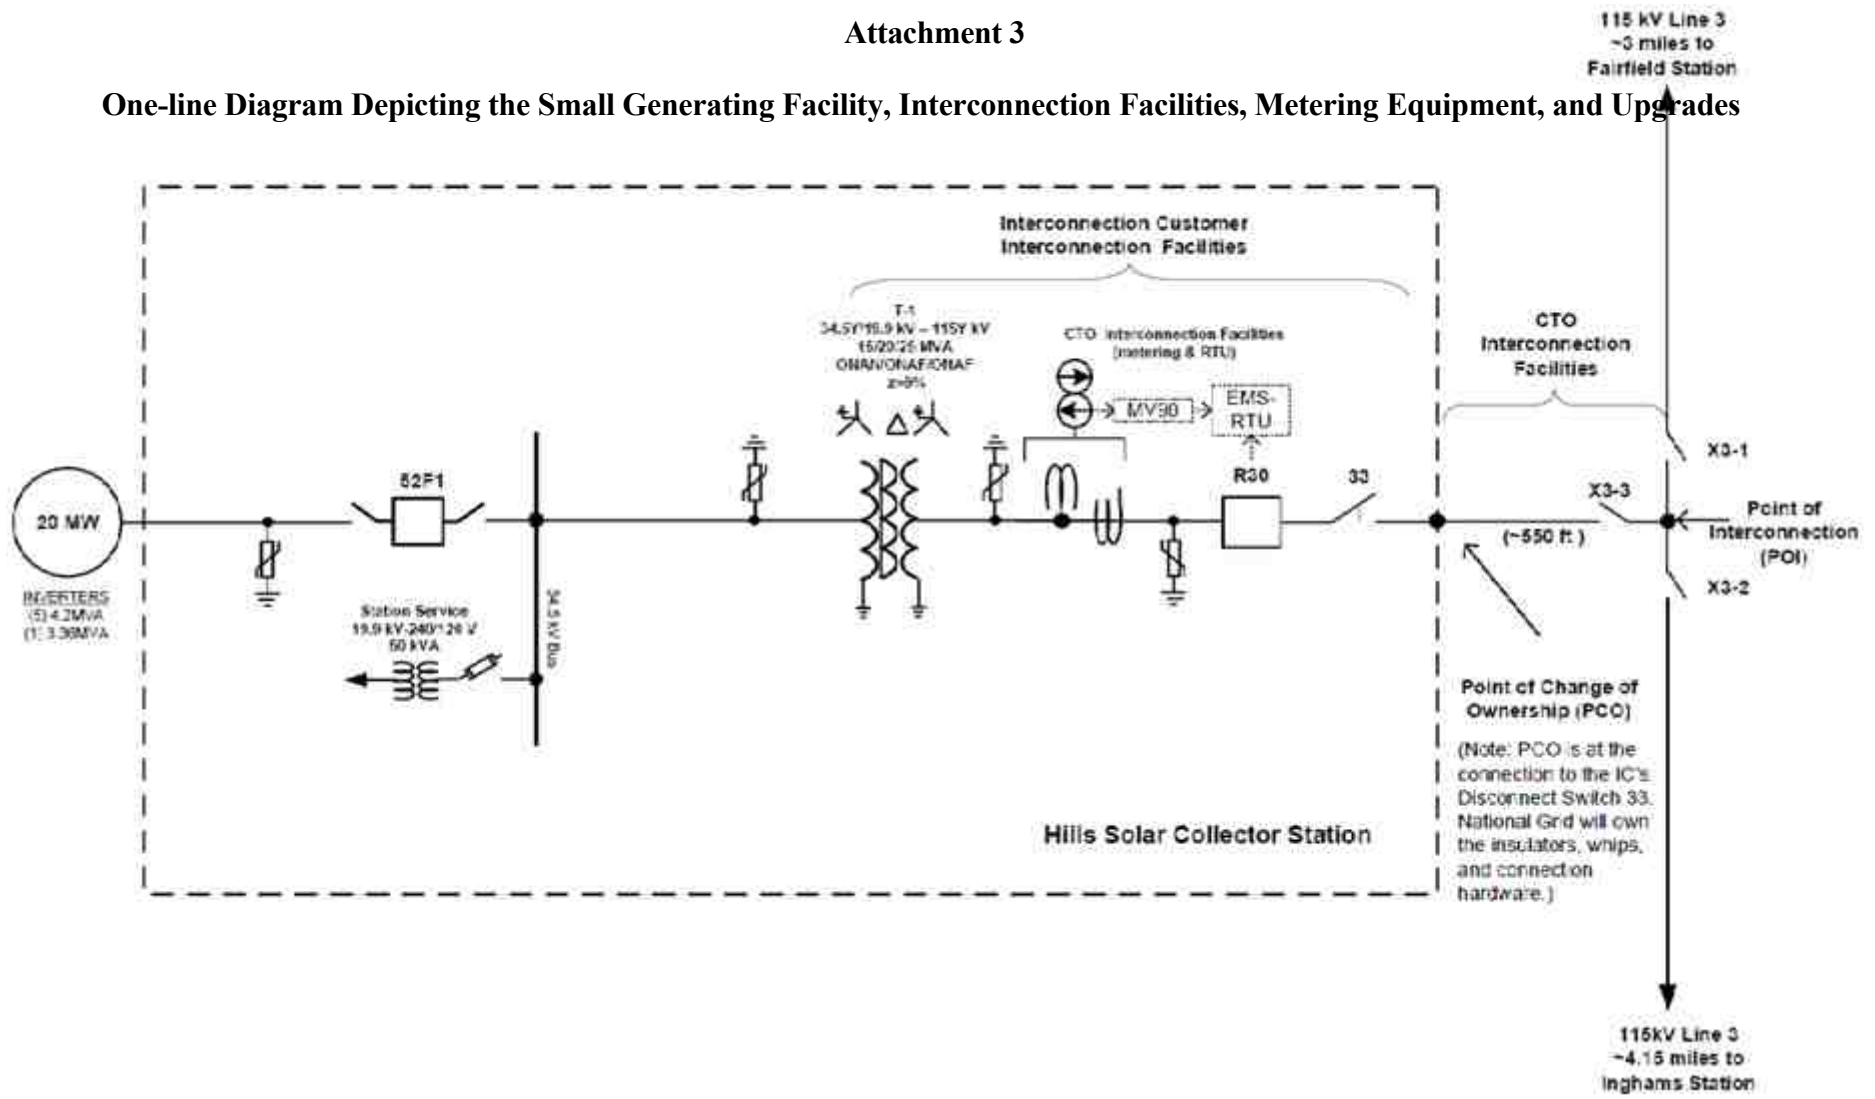 Attachment 3
One-line Diagram Depicting the Small Generating Facility, Interconnection Facilities, Metering Equipment, and Upgrades
115 kV Line 3
~3 miles to
Fairfield Station
Interconnection Customer
Interconnection Facilities
T-1
34.5Y/19.9 kV – 115Y kV
15/20/25 MVA
ONAN/ONAF/ONAF
z=9%
CTO Interconnection Facilities
(metering & RTU)
MV90
EMS-
RTU
CTO
Interconnection
Facilities
X3-1
X3-3
X3-2
Point of
Interconnection
(POI)
(~550 ft )
R30
33
52F1
20 MW
INVERTERS
(5) 4.2MVA
(1) 3.36MVA
Station Service
19.9 kV-240/120 V
50 kVA
34.5 kV Bus
Point of Change of
Ownership (PCO)
(Note: PCO is at the
connection to the IC's
Disconnect Switch 33.
National Grid will own
the insulators, whips,
and connection
hardware.)
Hills Solar Collector Station
115kV Line 3
~4.15 miles to
Inghams Station